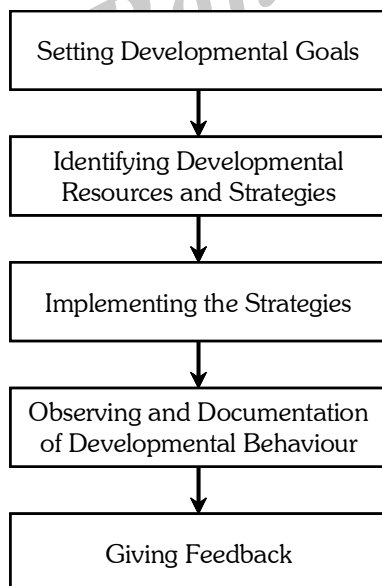 Setting Developmental Goals
Identifying Developmental
Resources and Strategies
Implementing the Strategies
Observing and Documentation
of Developmental Behaviour
Giving Feedback